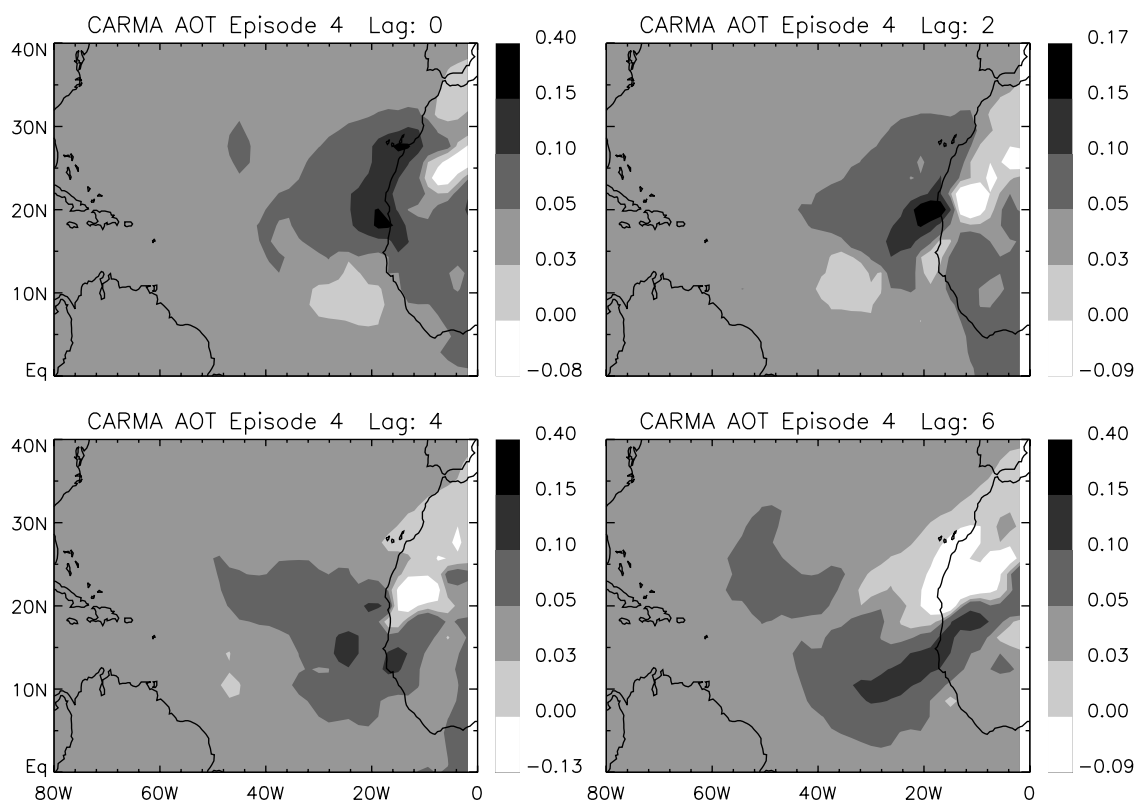 CARMA AOT Episode 4 Lag: 0
40N
30N
20N
10N
Eq
0.40
0.15
0.10
0.05
0.03
0.00
−0.08
CARMA AOT Episode 4 Lag: 2
0.17
0.15
0.10
0.05
0.03
0.00
−0.09
CARMA AOT Episode 4 Lag: 4
40N
30N
20N
10N
Eq
80W 60W 40W 20W 0
0.40
0.15
0.10
0.05
0.03
0.00
−0.13
CARMA AOT Episode 4 Lag: 6
80W 60W 40W 20W 0
0.40
0.15
0.10
0.05
0.03
0.00
−0.09